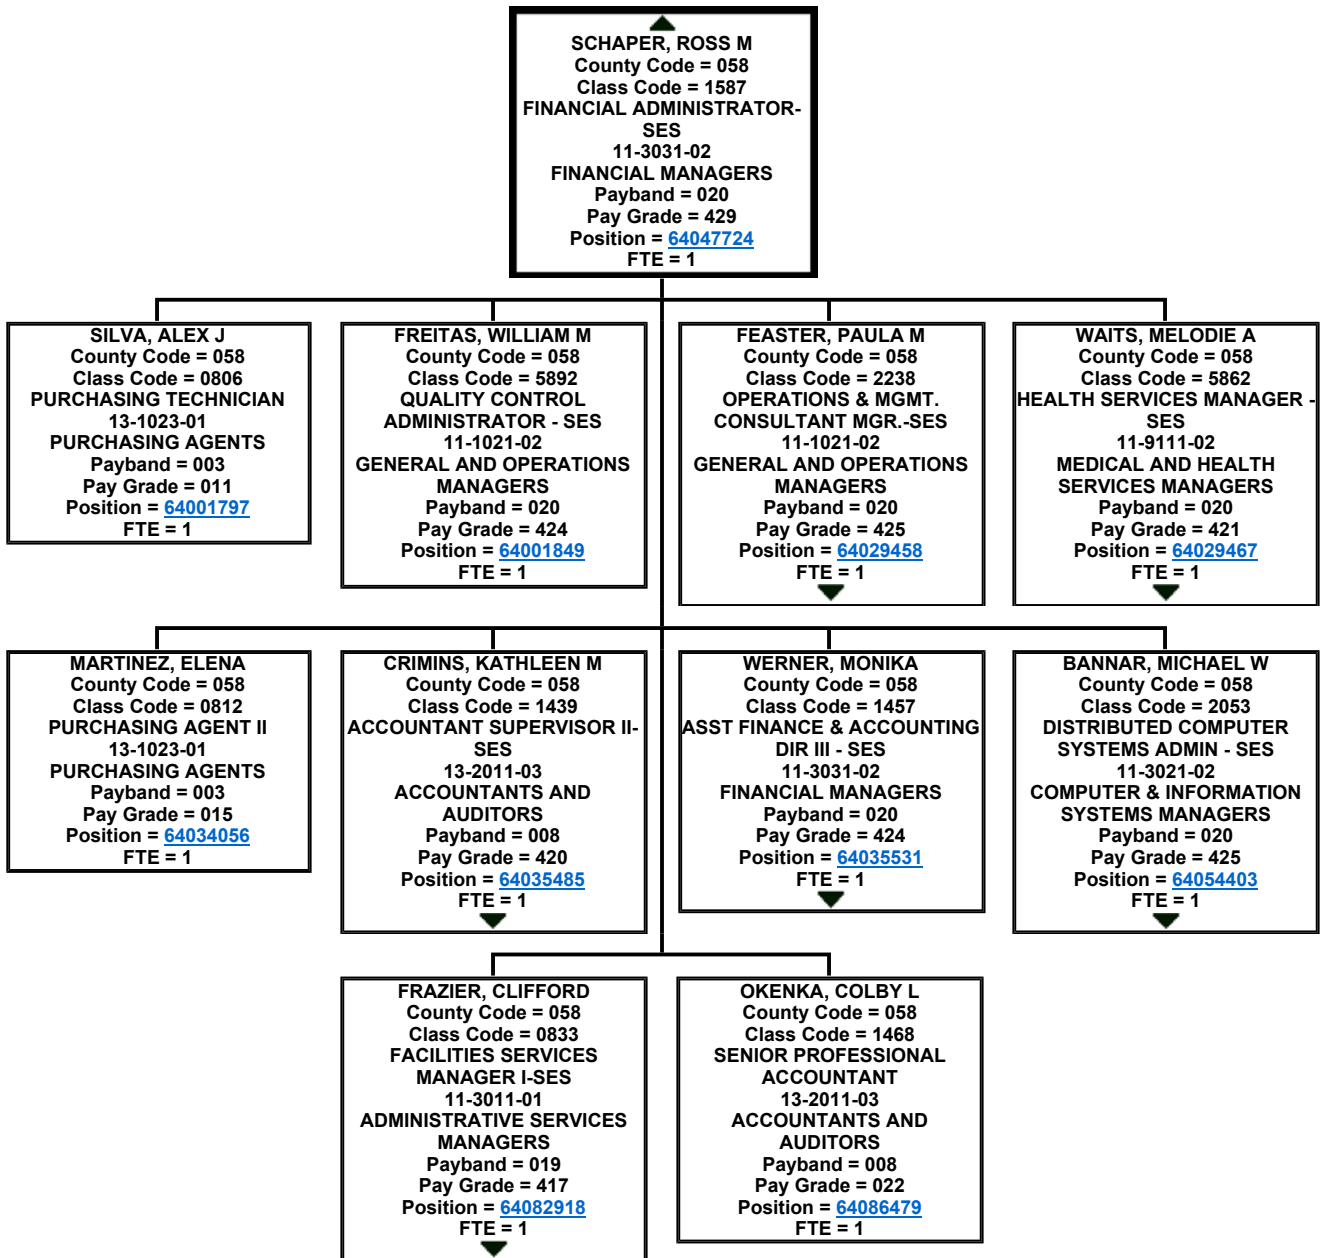 SCHAPER, ROSS M
County Code = 058
Class Code = 1587
FINANCIAL ADMINISTRATOR-
SES
11-3031-02
FINANCIAL MANAGERS
Payband = 020
Pay Grade = 429
Position = 64047724
FTE = 1
SILVA, ALEX J
County Code = 058
Class Code = 0806
PURCHASING TECHNICIAN
13-1023-01
PURCHASING AGENTS
Payband = 003
Pay Grade = 011
Position = 64001797
FTE = 1
FREITAS, WILLIAM M
County Code = 058
Class Code = 5892
QUALITY CONTROL
ADMINISTRATOR - SES
11-1021-02
GENERAL AND OPERATIONS
MANAGERS
Payband = 020
Pay Grade = 424
Position = 64001849
FTE = 1
FEASTER, PAULA M
County Code = 058
Class Code = 2238
OPERATIONS & MGMT.
CONSULTANT MGR.-SES
11-1021-02
GENERAL AND OPERATIONS
MANAGERS
Payband = 020
Pay Grade = 425
Position = 64029458
FTE = 1
WAITS, MELODIE A
County Code = 058
Class Code = 5862
HEALTH SERVICES MANAGER -
SES
11-9111-02
MEDICAL AND HEALTH
SERVICES MANAGERS
Payband = 020
Pay Grade = 421
Position = 64029467
FTE = 1
MARTINEZ, ELENA
County Code = 058
Class Code = 0812
PURCHASING AGENT II
13-1023-01
PURCHASING AGENTS
Payband = 003
Pay Grade = 015
Position = 64034056
FTE = 1
CRIMINS, KATHLEEN M
County Code = 058
Class Code = 1439
ACCOUNTANT SUPERVISOR II-
SES
13-2011-03
ACCOUNTANTS AND
AUDITORS
Payband = 008
Pay Grade = 420
Position = 64035485
FTE = 1
WERNER, MONIKA
County Code = 058
Class Code = 1457
ASST FINANCE & ACCOUNTING
DIR III - SES
11-3031-02
FINANCIAL MANAGERS
Payband = 020
Pay Grade = 424
Position = 64035531
FTE = 1
BANNAR, MICHAEL W
County Code = 058
Class Code = 2053
DISTRIBUTED COMPUTER
SYSTEMS ADMIN - SES
11-3021-02
COMPUTER & INFORMATION
SYSTEMS MANAGERS
Payband = 020
Pay Grade = 425
Position = 64054403
FTE = 1
FRAZIER, CLIFFORD
County Code = 058
Class Code = 0833
FACILITIES SERVICES
MANAGER I-SES
11-3011-01
ADMINISTRATIVE SERVICES
MANAGERS
Payband = 019
Pay Grade = 417
Position = 64082918
FTE = 1
OKENKA, COLBY L
County Code = 058
Class Code = 1468
SENIOR PROFESSIONAL
ACCOUNTANT
13-2011-03
ACCOUNTANTS AND
AUDITORS
Payband = 008
Pay Grade = 022
Position = 64086479
FTE = 1